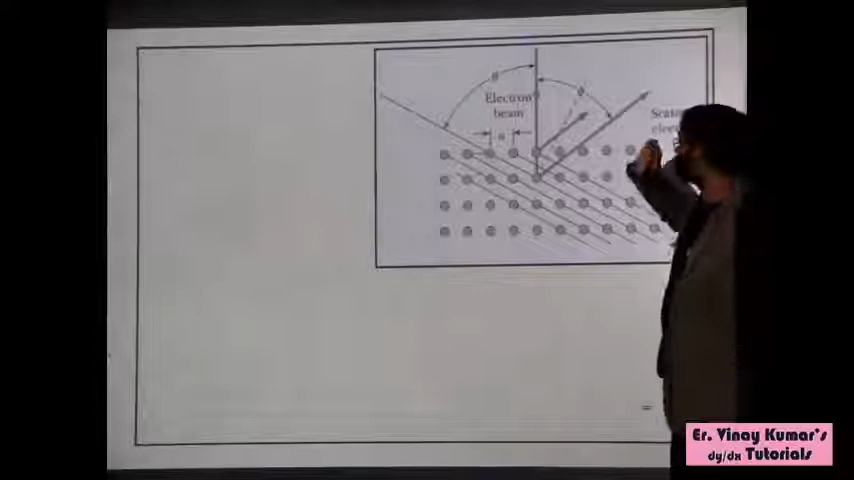 θ
ϕ
Electron
beam
a
Er. Vinay Kumar's
dy/dx Tutorials